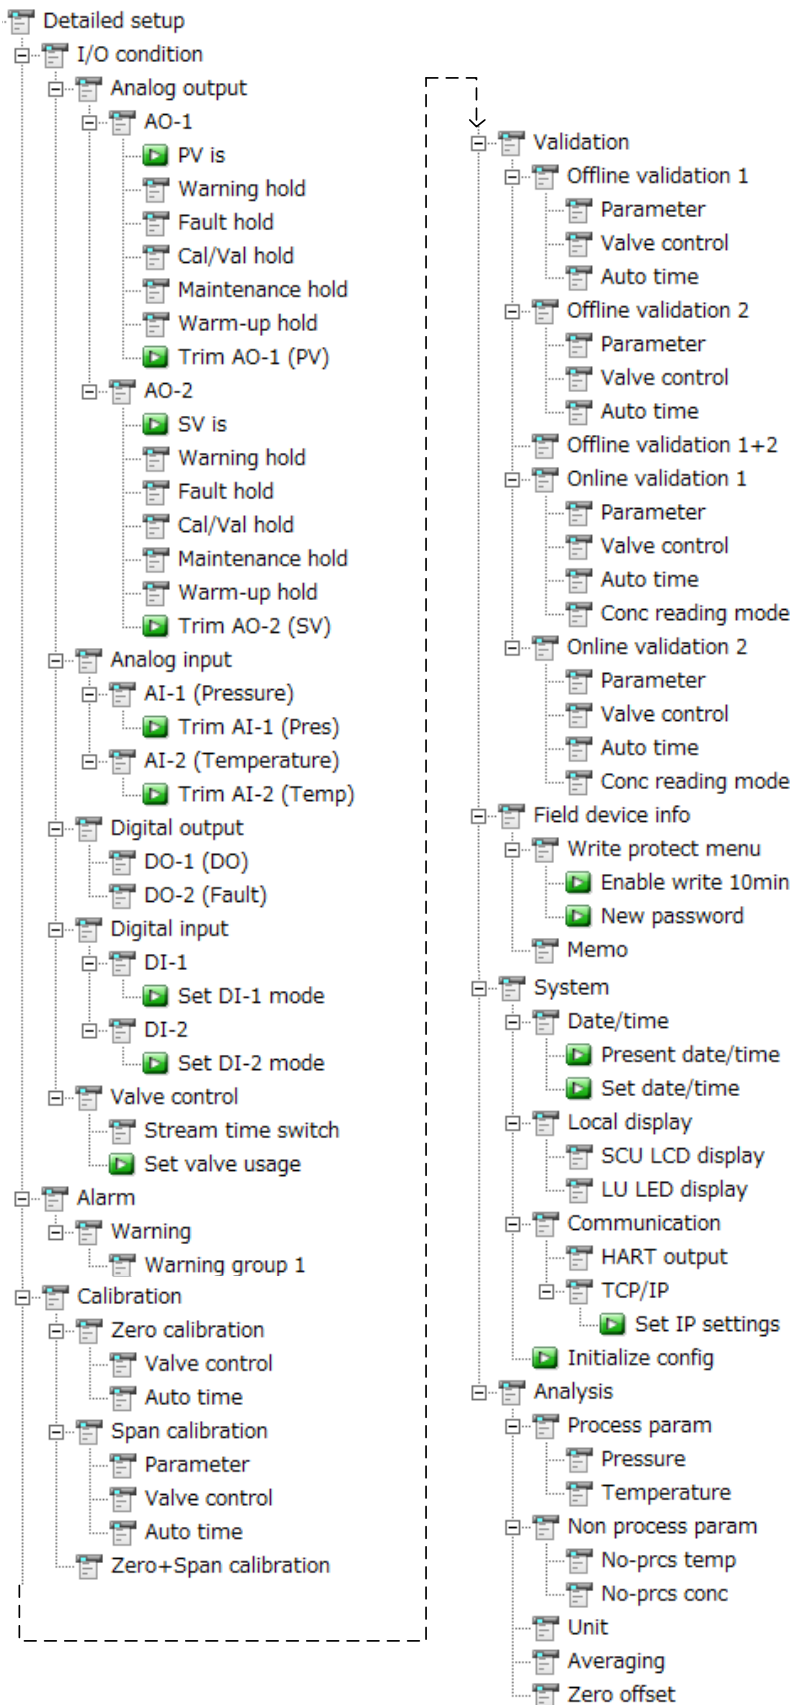 Detailed setup
I/O condition
Analog output
AO-1
PV is
Warning hold
Fault hold
Cal/Val hold
Maintenance hold
Warm-up hold
Trim AO-1 (PV)
AO-2
SV is
Warning hold
Fault hold
Cal/Val hold
Maintenance hold
Warm-up hold
Trim AO-2 (SV)
Analog input
AI-1 (Pressure)
Trim AI-1 (Pres)
AI-2 (Temperature)
Trim AI-2 (Temp)
Digital output
DO-1 (DO)
DO-2 (Fault)
Digital input
DI-1
Set DI-1 mode
DI-2
Set DI-2 mode
Valve control
Stream time switch
Set valve usage
Alarm
Warning
Warning group 1
Calibration
Zero calibration
Valve control
Auto time
Span calibration
Parameter
Valve control
Auto time
Zero+Span calibration
Validation
Offline validation 1
Parameter
Valve control
Auto time
Offline validation 2
Parameter
Valve control
Auto time
Offline validation 1+2
Online validation 1
Parameter
Valve control
Auto time
Conc reading mode
Online validation 2
Parameter
Valve control
Auto time
Conc reading mode
Field device info
Write protect menu
Enable write 10min
New password
Memo
System
Date/time
Present date/time
Set date/time
Local display
SCU LCD display
LU LED display
Communication
HART output
TCP/IP
Set IP settings
Initialize config
Analysis
Process param
Pressure
Temperature
Non process param
No-prcs temp
No-prcs conc
Unit
Averaging
Zero offset